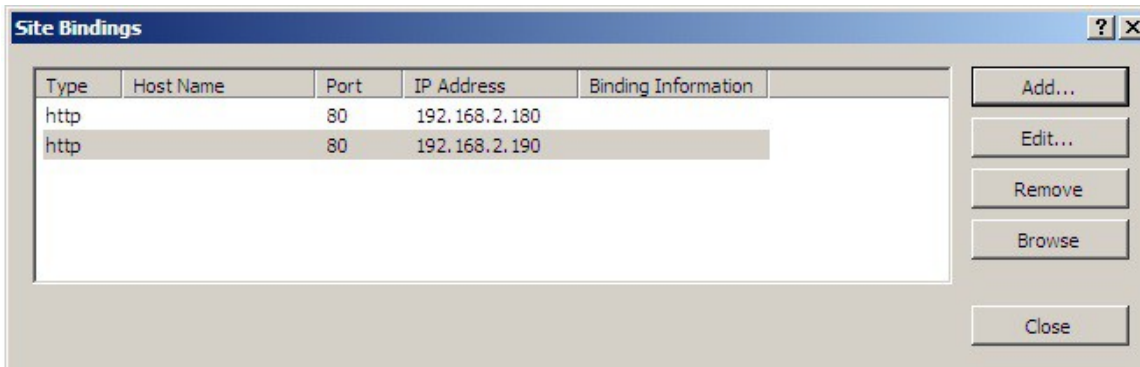 Site Bindings
Type Host Name Port IP Address Binding Information
http 80 192.168.2.180
http 80 192.168.2.190
Add...
Edit...
Remove
Browse
Close